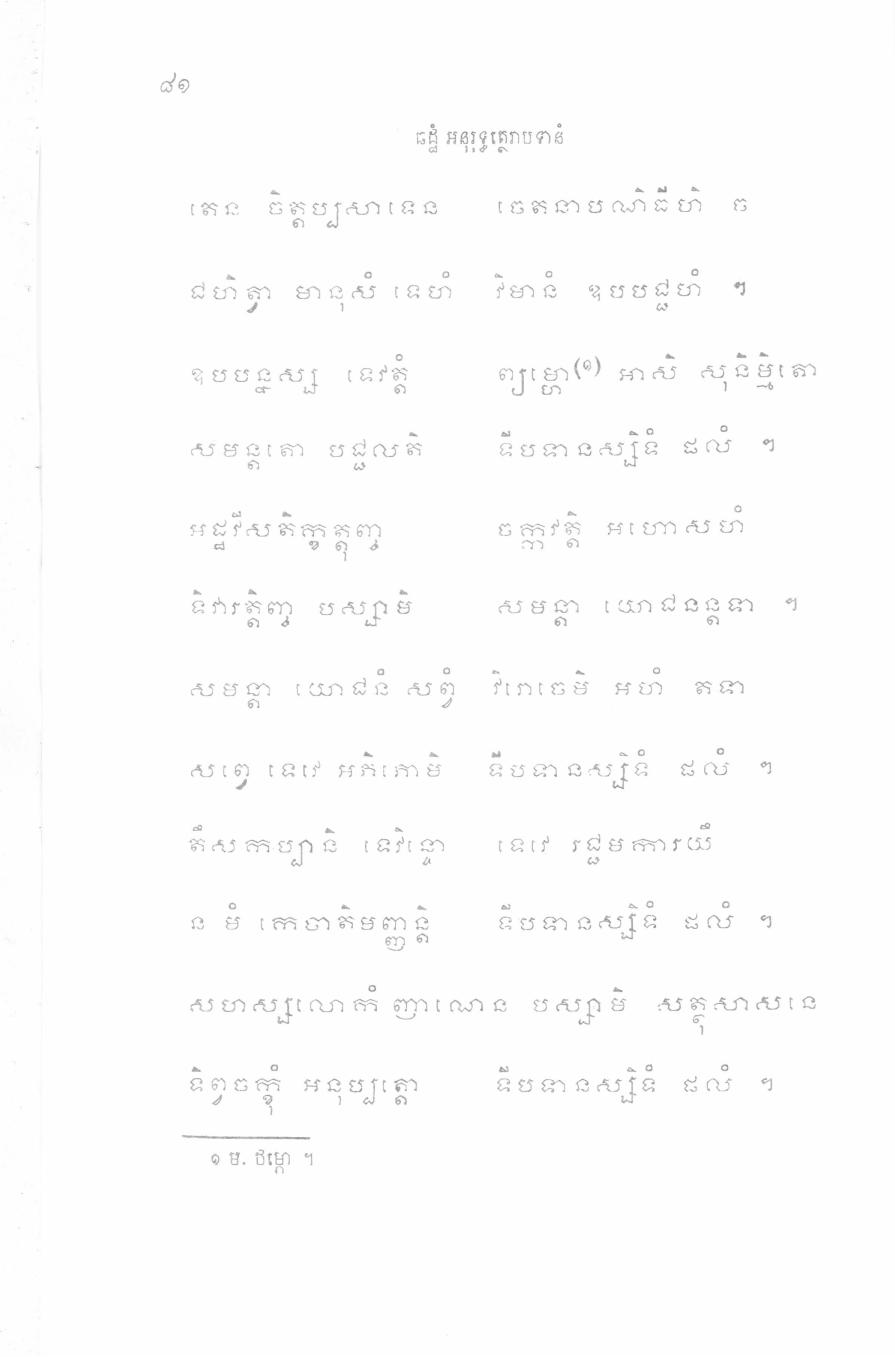 ៨១
ឆដ្ឋំ អនុរុទ្ធត្ថេរាបទានំ
តេន ចិត្តប្បសាទេន ចេតនាបណិធីហិ ច
ជហិត្វា មានុសំ ទេហំ វិមានំ ឧបបជ្ជហំ ៗ
ឧបបន្នស្ស ទេវត្តំ ព្យម្ហោ(១) អាសិ សុនិម្មិតោ
សមន្តតោ បជ្ជលតិ ទីបទានស្សិទំ ផលំ ៗ
អដ្ឋវីសតិក្ខត្តុញ្ច ចក្កវត្តិ អហោសហំ
ទិវារត្តិញ្ច បស្សាមិ សមន្តា យោជនន្តទា ។
សមន្តា យោជនំ សព្វំ វិរោចេមិ អហំ តទា
សព្វេ ទេវេ អភិភោមិ ទីបទានស្សិទំ ផលំ ។
តឹសកប្បានិ ទេវិន្ទោ ទេវេ រជ្ជមការយឹ
ន មំ កេចាតិមញ្ញន្តិ ទីបទានស្សិទំ ផលំ ។
សហស្សលោកំ ញាណេន បស្សាមិ សត្ថុសាសនេ
ទិព្វចក្ខុំ អនុប្បត្តោ ទីបទានស្សិទំ ផលំ ។
១ ម. ឥម្ភោ ។